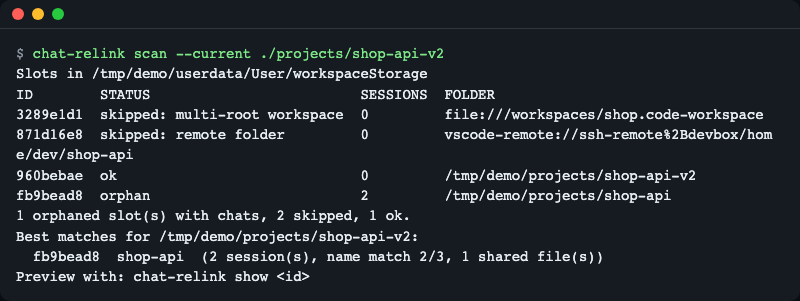 $ chat-relink scan --current ./projects/shop-api-v2
Slots in /tmp/demo/userdata/User/workspaceStorage
ID        STATUS                         SESSIONS  FOLDER
3289e1d1  skipped: multi-root workspace  0         file:///workspaces/shop.code-workspace
871d16e8  skipped: remote folder         0         vscode-remote://ssh-remote%2Bdevbox/hom
e/dev/shop-api
960bebae  ok                             0         /tmp/demo/projects/shop-api-v2
fb9bead8  orphan                         2         /tmp/demo/projects/shop-api
1 orphaned slot(s) with chats, 2 skipped, 1 ok.
Best matches for /tmp/demo/projects/shop-api-v2:
  fb9bead8  shop-api  (2 session(s), name match 2/3, 1 shared file(s))
Preview with: chat-relink show <id>